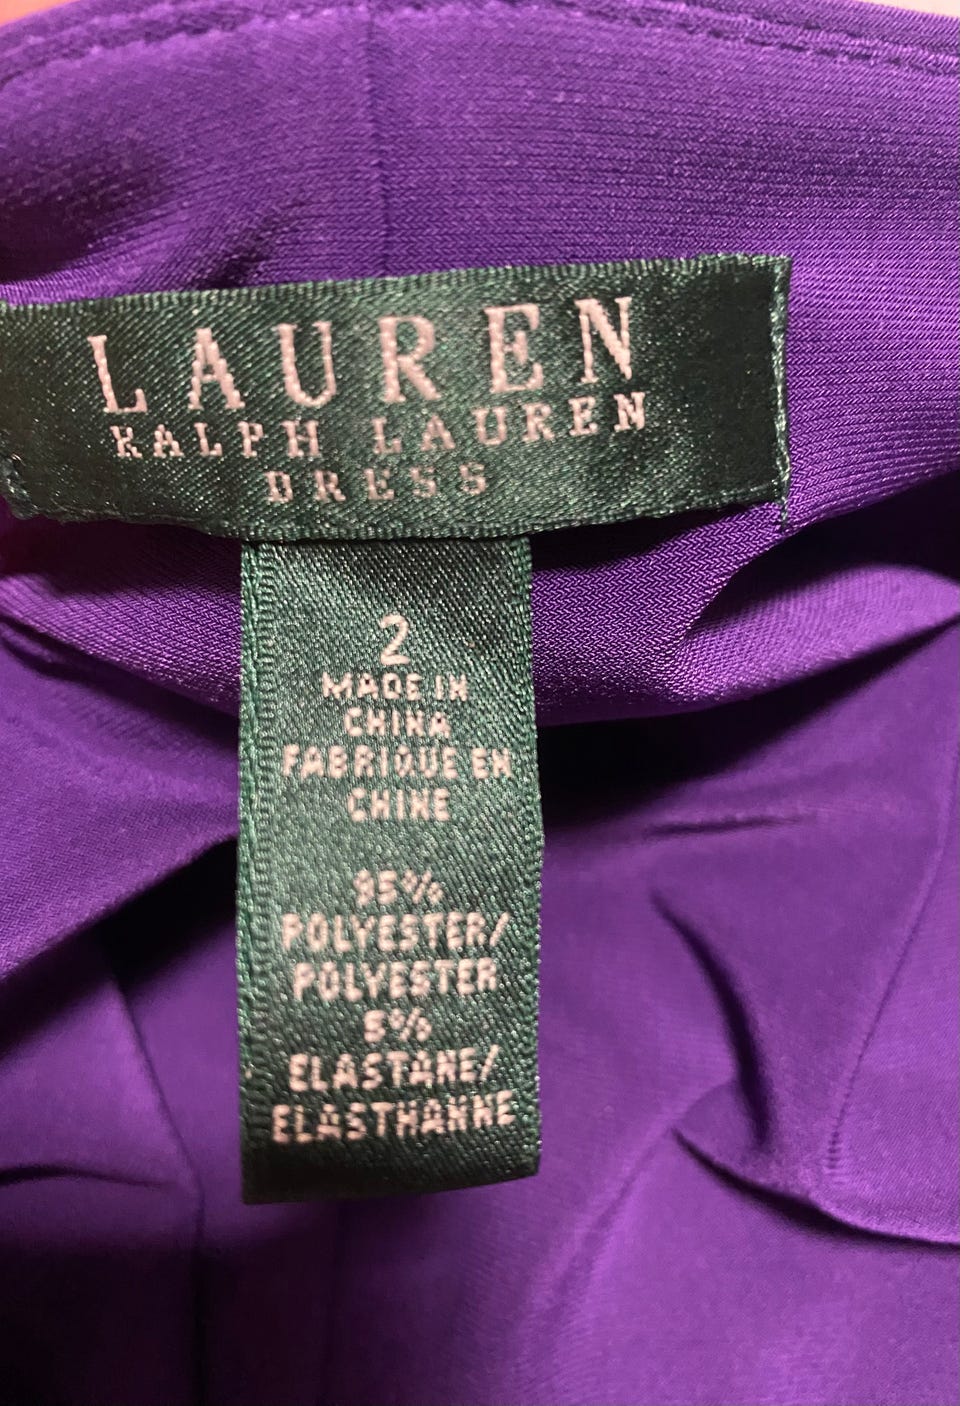 LAUREN
RALPH LAUREN
DRESS
2
MADE IN
CHINA
FABRIQUE EN
CHINE
95%
POLYESTER/
POLYESTER
5%
ELASTANE/
ELASTHANNE